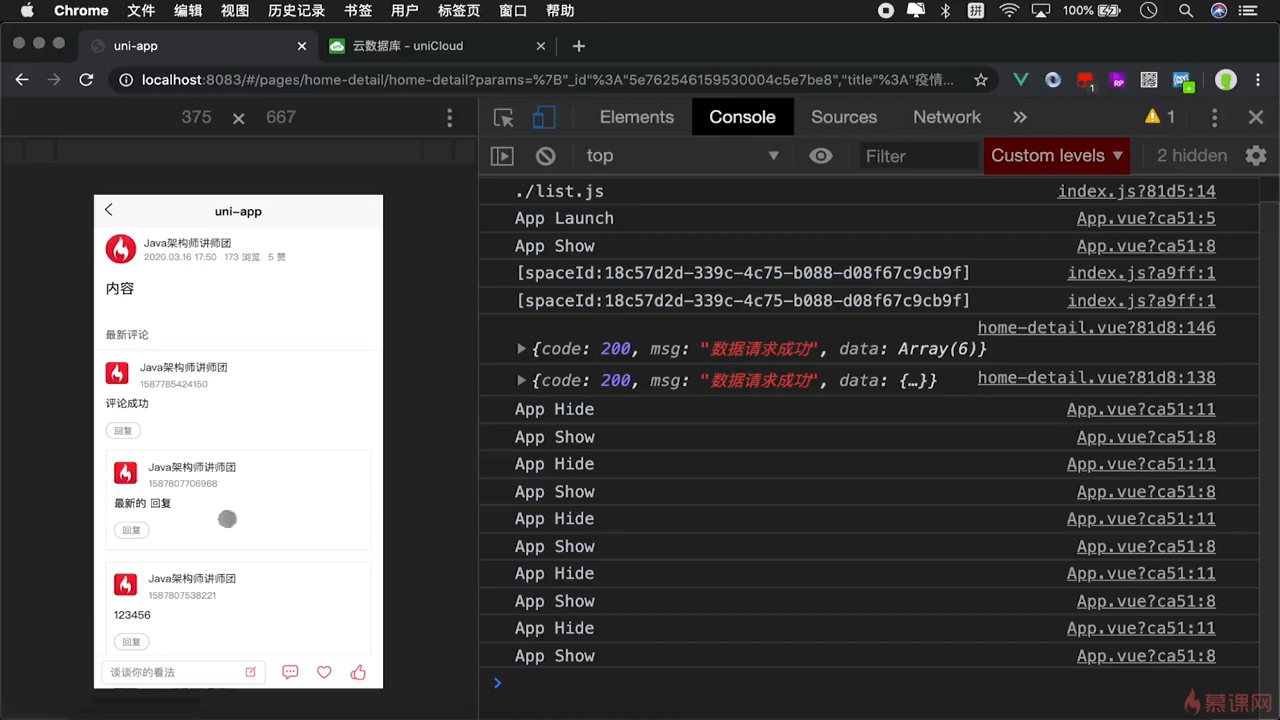 Chrome 文件 编辑 视图 历史记录 书签 用户 标签页 窗口 帮助 拼 100%
uni-app 云数据库 - uniCloud
localhost:8083/#/pages/home-detail/home-detail?params=%7B"_id"%3A"5e762546159530004c5e7be8","title"%3A"疫情...
375 × 667
Elements Console Sources Network 1
top Filter Custom levels 2 hidden
uni-app
Java架构师讲师团
2020.03.16 17:50 173 浏览 5 赞
内容
最新评论
Java架构师讲师团
1587785424150
评论成功
回复
Java架构师讲师团
1587807706968
最新的 回复
回复
Java架构师讲师团
1587807538221
123456
回复
谈谈你的看法
./list.js index.js?81d5:14
App Launch App.vue?ca51:5
App Show App.vue?ca51:8
[spaceId:18c57d2d-339c-4c75-b088-d08f67c9cb9f] index.js?a9ff:1
[spaceId:18c57d2d-339c-4c75-b088-d08f67c9cb9f] index.js?a9ff:1
home-detail.vue?81d8:146
{code: 200, msg: "数据请求成功", data: Array(6)}
{code: 200, msg: "数据请求成功", data: {…}} home-detail.vue?81d8:138
App Hide App.vue?ca51:11
App Show App.vue?ca51:8
App Hide App.vue?ca51:11
App Show App.vue?ca51:8
App Hide App.vue?ca51:11
App Show App.vue?ca51:8
App Hide App.vue?ca51:11
App Show App.vue?ca51:8
App Hide App.vue?ca51:11
App Show App.vue?ca51:8
慕课网